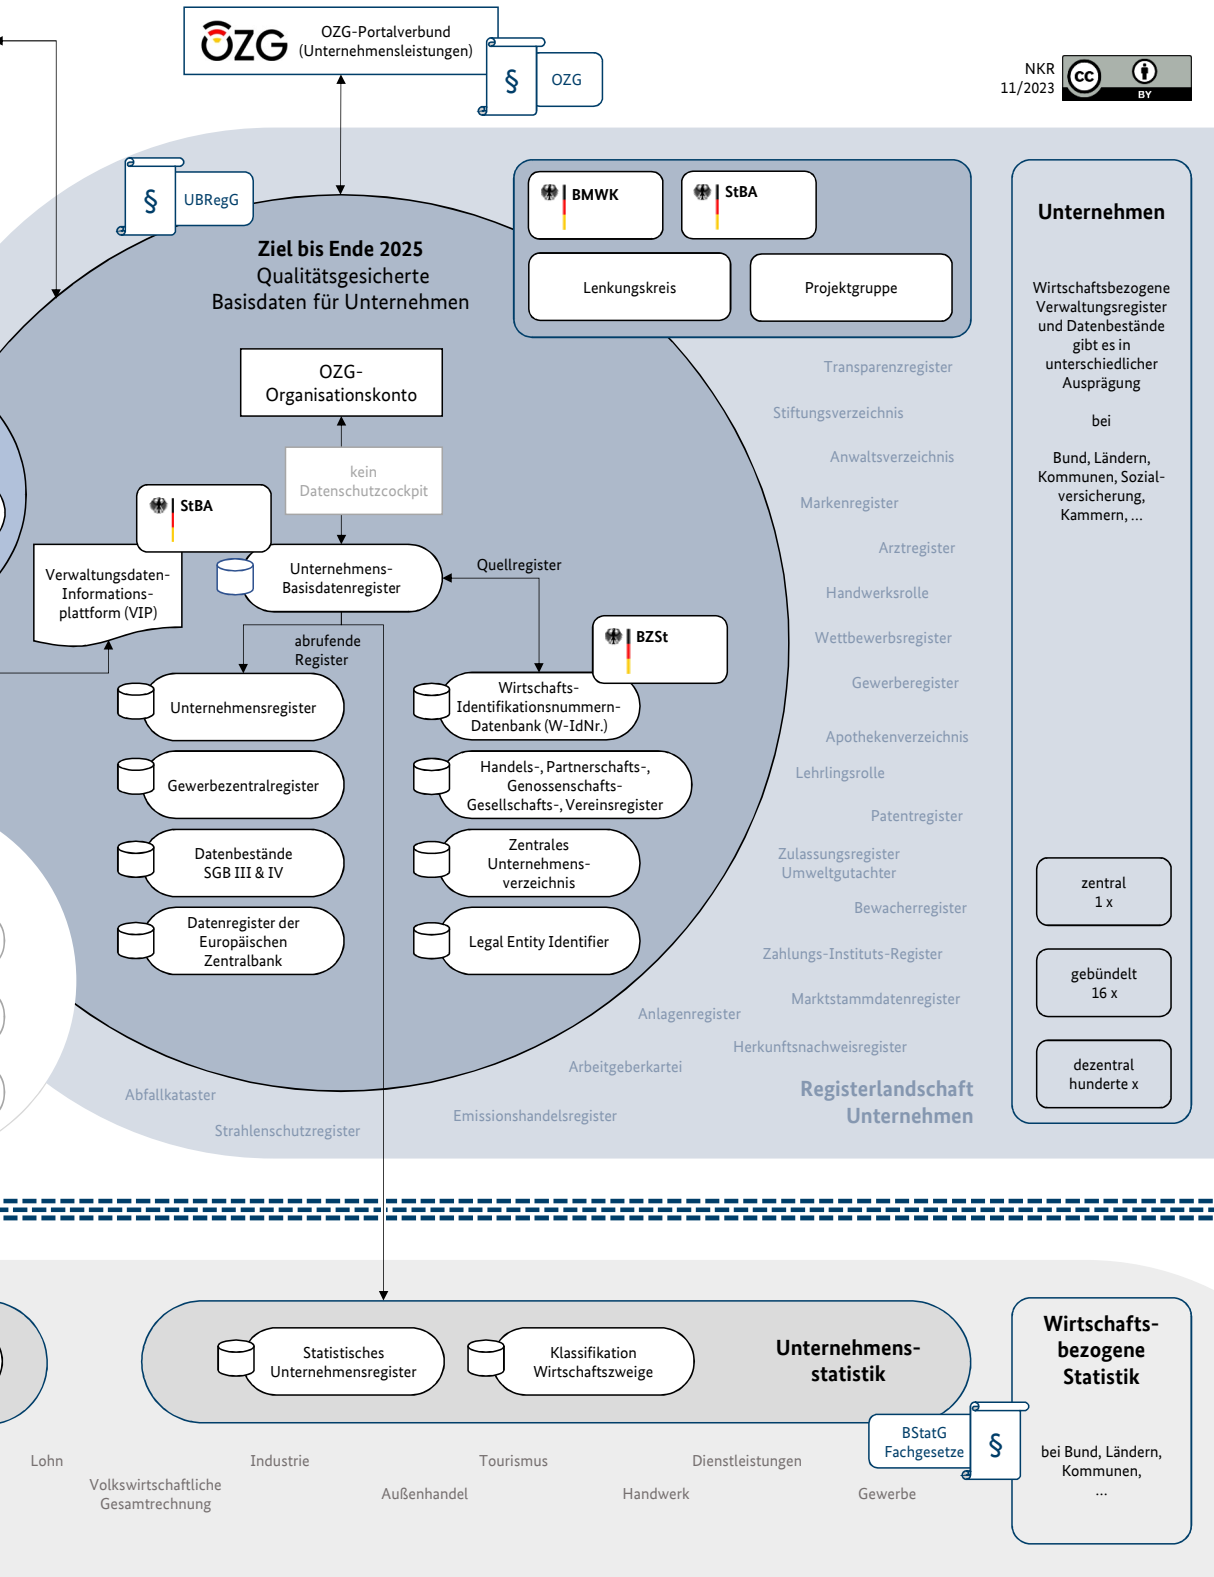 ÖZG
OZG-Portalverbund
(Unternehmensleistungen)
§
OZG
NKR
11/2023
cc
BY
§
UBRegG
BMWK
StBA
Lenkungskreis
Projektgruppe
Unternehmen
Wirtschaftsbezogene
Verwaltungsregister
und Datenbestände
gibt es in
unterschiedlicher
Ausprägung
bei
Bund, Ländern,
Kommunen, Sozial-
versicherung,
Kammern, ...
zentral
1 x
gebündelt
16 x
dezentral
hunderte x
Ziel bis Ende 2025
Qualitätsgesicherte
Basisdaten für Unternehmen
OZG-
Organisationskonto
kein
Datenschutzcockpit
StBA
Verwaltungsdaten-
Informations-
plattform (VIP)
Unternehmens-
Basisdatenregister
Quellregister
abrufende
Register
BZSt
Unternehmensregister
Wirtschafts-
Identifikationsnummern-
Datenbank (W-IdNr.)
Gewerbezentralregister
Handels-, Partnerschafts-,
Genossenschafts-
Gesellschafts-, Vereinsregister
Datenbestände
SGB III & IV
Zentrales
Unternehmens-
verzeichnis
Datenregister der
Europäischen
Zentralbank
Legal Entity Identifier
Transparenzregister
Stiftungsverzeichnis
Anwaltsverzeichnis
Markenregister
Arztregister
Handwerksrolle
Wettbewerbsregister
Gewerberegister
Apothekenverzeichnis
Lehrlingsrolle
Patentregister
Zulassungsregister
Umweltgutachter
Bewacherregister
Zahlungs-Instituts-Register
Marktstammdatenregister
Anlagenregister
Herkunftsnachweisregister
Arbeitgeberkartei
Abfallkataster
Emissionshandelsregister
Strahlenschutzregister
Registerlandschaft
Unternehmen
Statistisches
Unternehmensregister
Klassifikation
Wirtschaftszweige
Unternehmens-
statistik
Wirtschafts-
bezogene
Statistik
BStatG
Fachgesetze
§
bei Bund, Ländern,
Kommunen,
...
Lohn
Industrie
Tourismus
Dienstleistungen
Volkswirtschaftliche
Gesamtrechnung
Außenhandel
Handwerk
Gewerbe